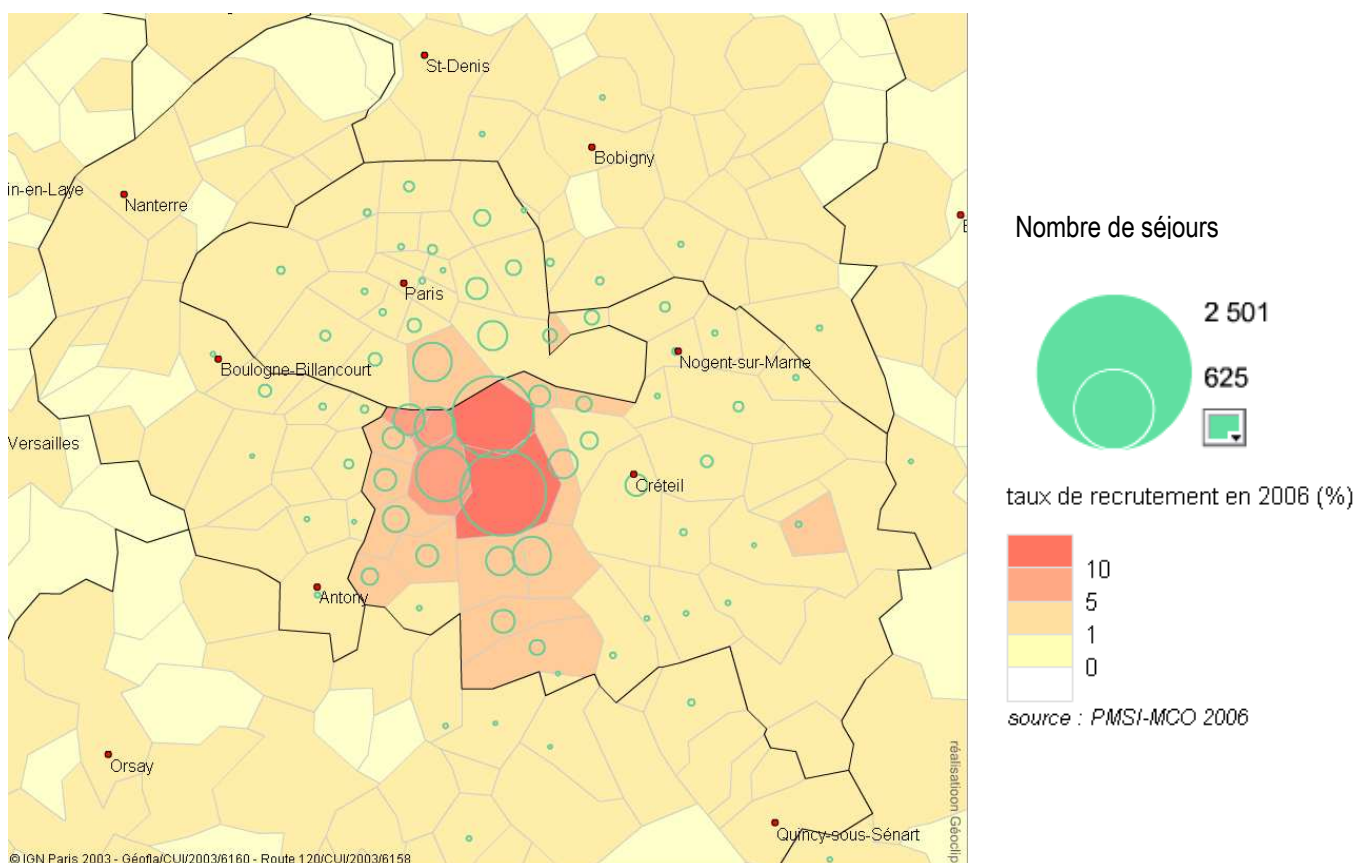 St-Denis
Bobigny
in-en-Laye
Nanterre
E
Paris
Boulogne-Billancourt
Nogent-sur-Marne
Versailles
Créteil
Antony
Orsay
Quincy-sous-Sénart
réalisatioon Géoclip
© IGN Paris 2003 - Géofla/CUI/2003/6160 - Route 120/CUI/2003/6158
Nombre de séjours
2 501
625
taux de recrutement en 2006 (%)
10
5
1
0
source : PMSI-MCO 2006